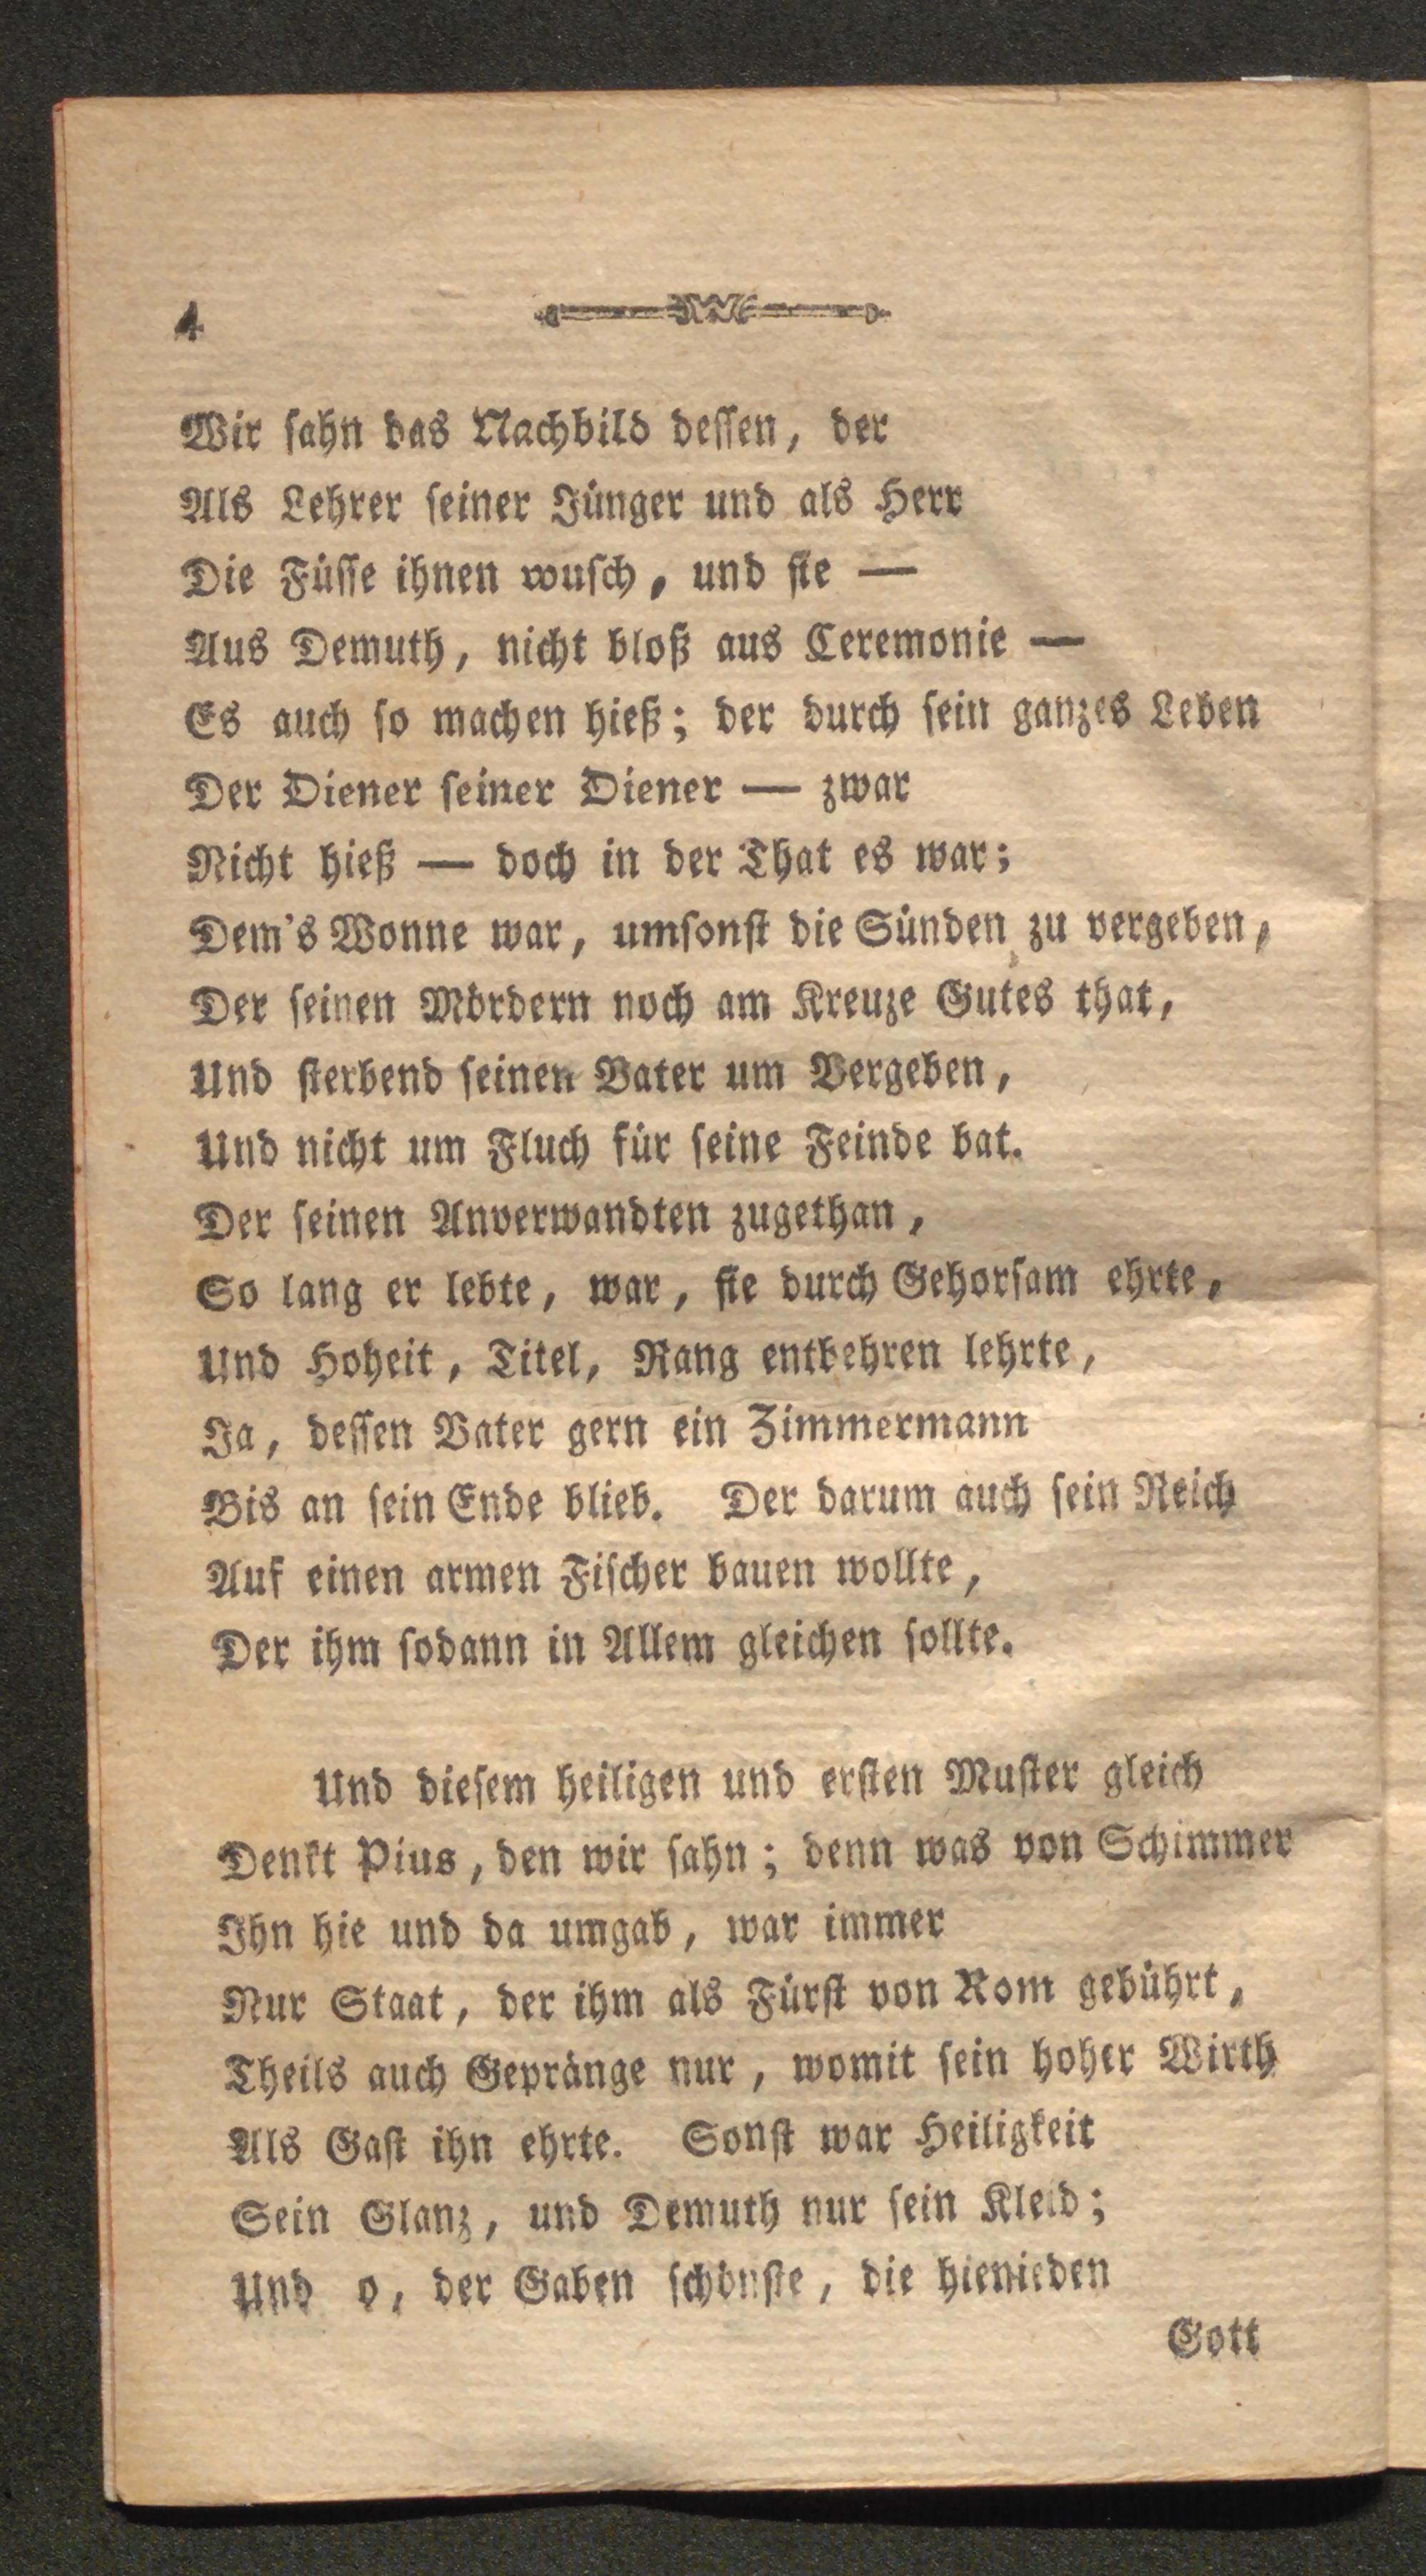 4
Wir ſahn das Nachbild deſſen, der
Als Lehrer ſeiner Jünger und als Herr
Die Füſſe ihnen wuſch, und ſie —
Aus Demuth, nicht bloß aus Ceremonie —
Es auch ſo machen hieß; der durch ſein ganzes Leben
Der Diener ſeiner Diener — zwar
Nicht hieß — doch in der That es war;
Dem's Wonne war, umſonſt die Sünden zu vergeben,
Der ſeinen Mördern noch am Kreuze Gutes that,
Und ſterbend ſeinen Vater um Vergeben,
Und nicht um Fluch für ſeine Feinde bat.
Der ſeinen Anverwandten zugethan,
So lang er lebte, war, ſie durch Gehorſam ehrte,
Und Hoheit, Titel, Rang entbehren lehrte,
Ja, deſſen Vater gern ein Zimmermann
Bis an ſein Ende blieb. Der darum auch ſein Reich
Auf einen armen Fiſcher bauen wollte,
Der ihm ſodann in Allem gleichen ſollte.
Und dieſem heiligen und erſten Muſter gleich
Denkt Pius, den wir ſahn; denn was von Schimmer
Ihn hie und da umgab, war immer
Nur Staat, der ihm als Fürſt von Rom gebührt,
Theils auch Gepränge nur, womit ſein hoher Wirth
Als Gaſt ihn ehrte. Sonſt war Heiligkeit
Sein Glanz, und Demuth nur ſein Kleid;
Und o, der Gaben ſchönſte, die hienieden
Gott